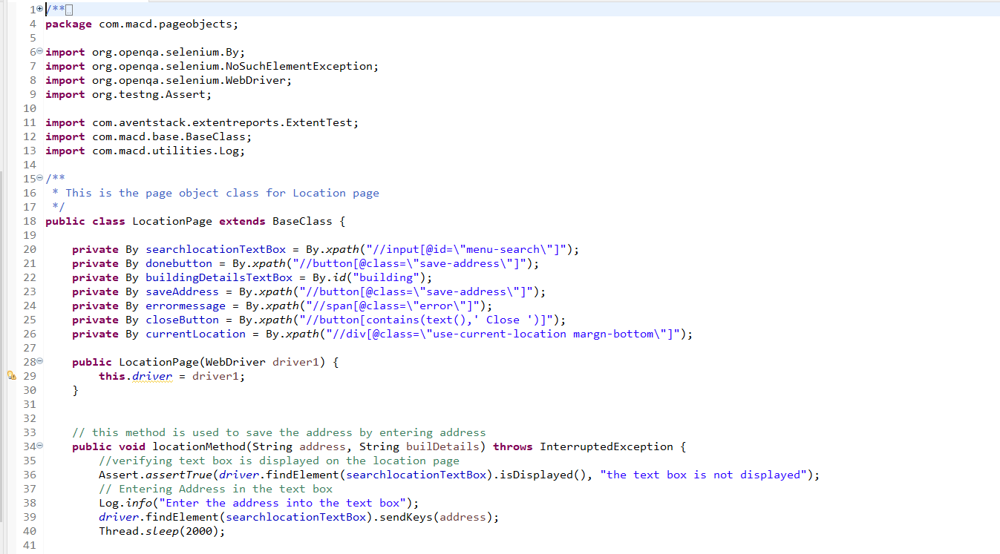 1 /**
4 package com.macd.pageobjects;
5
6 import org.openqa.selenium.By;
7 import org.openqa.selenium.NoSuchElementException;
8 import org.openqa.selenium.WebDriver;
9 import org.testng.Assert;
10
11 import com.aventstack.extentreports.ExtentTest;
12 import com.macd.base.BaseClass;
13 import com.macd.utilities.Log;
14
15 /**
16  * This is the page object class for Location page
17  */
18 public class LocationPage extends BaseClass {
19
20     private By searchlocationTextBox = By.xpath("//input[@id=\"menu-search\"]");
21     private By donebutton = By.xpath("//button[@class=\"save-address\"]");
22     private By buildingDetailsTextBox = By.id("building");
23     private By saveAddress = By.xpath("//button[@class=\"save-address\"]");
24     private By errormessage = By.xpath("//span[@class=\"error\"]");
25     private By closeButton = By.xpath("//button[contains(text(),' Close ')]");
26     private By currentLocation = By.xpath("//div[@class=\"use-current-location margn-bottom\"]");
27
28     public LocationPage(WebDriver driver1) {
29         this.driver = driver1;
30     }
31
32
33     // this method is used to save the address by entering address
34     public void locationMethod(String address, String builDetails) throws InterruptedException {
35         //verifying text box is displayed on the location page
36         Assert.assertTrue(driver.findElement(searchlocationTextBox).isDisplayed(), "the text box is not displayed");
37         // Entering Address in the text box
38         Log.info("Enter the address into the text box");
39         driver.findElement(searchlocationTextBox).sendKeys(address);
40         Thread.sleep(2000);
41